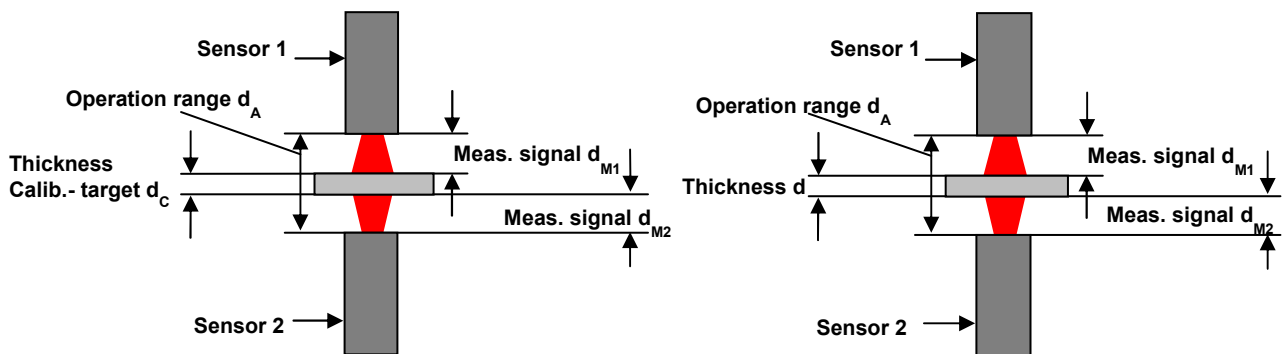 Sensor 1
Operation range dA
Thickness
Calib.- target dC
Meas. signal dM1
Meas. signal dM2
Sensor 2
Sensor 1
Operation range dA
Thickness d
Meas. signal dM1
Meas. signal dM2
Sensor 2